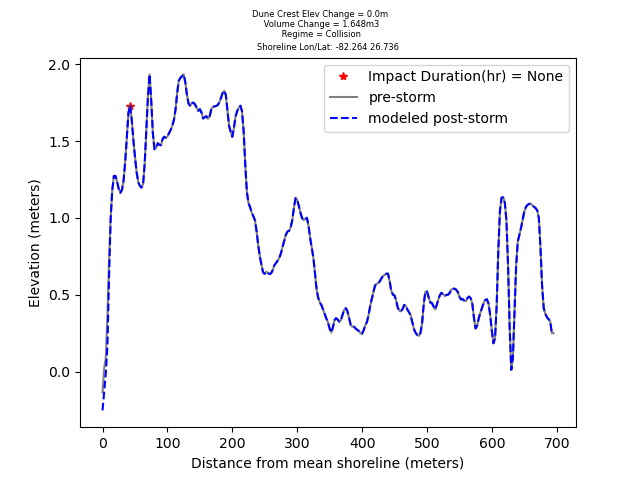 Dune Crest Elev Change = 0.0m
Volume Change = 1.648m3
Regime = Collision
Shoreline Lon/Lat: -82.264 26.736
Impact Duration(hr) = None
pre-storm
modeled post-storm
Elevation (meters)
2.0
1.5
1.0
0.5
0.0
0 100 200 300 400 500 600 700
Distance from mean shoreline (meters)